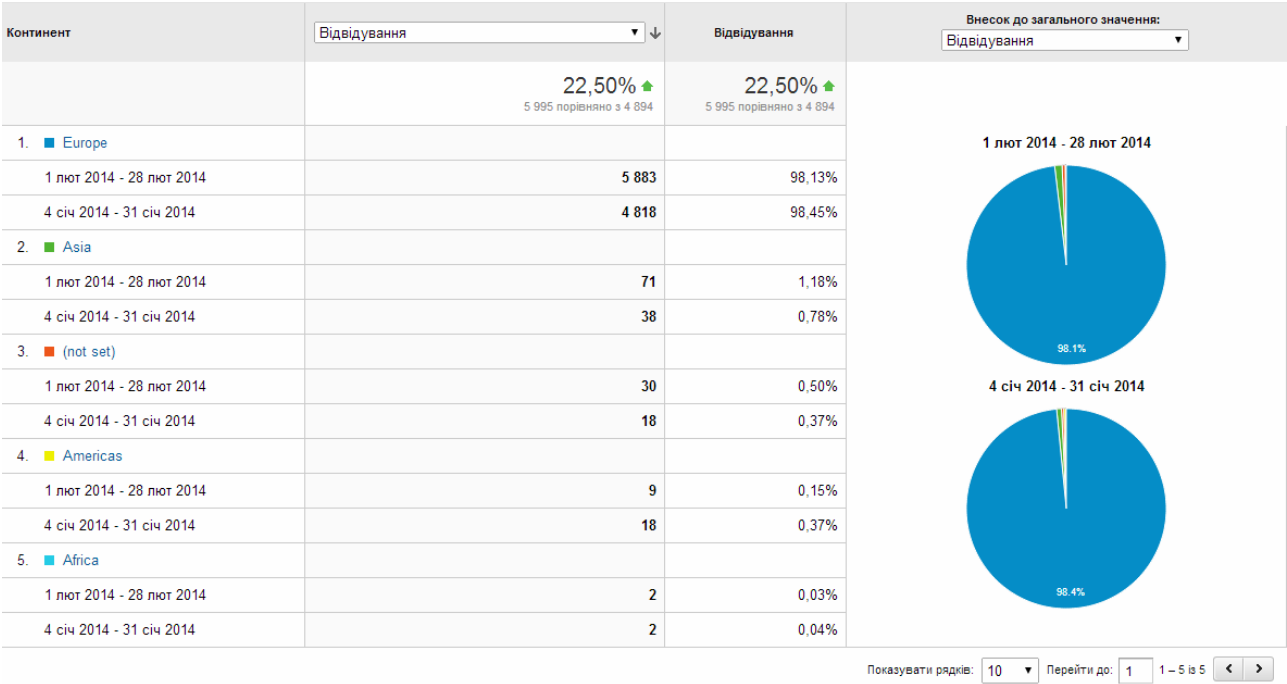 Континент Відвідування Відвідування Внесок до загального значення:
Відвідування
22,50% 22,50%
5 995 порівняно з 4 894 5 995 порівняно з 4 894
1. Europe
1 лют 2014 - 28 лют 2014 5 883 98,13%
4 січ 2014 - 31 січ 2014 4 818 98,45%
2. Asia
1 лют 2014 - 28 лют 2014 71 1,18%
4 січ 2014 - 31 січ 2014 38 0,78%
3. (not set)
1 лют 2014 - 28 лют 2014 30 0,50%
4 січ 2014 - 31 січ 2014 18 0,37%
4. Americas
1 лют 2014 - 28 лют 2014 9 0,15%
4 січ 2014 - 31 січ 2014 18 0,37%
5. Africa
1 лют 2014 - 28 лют 2014 2 0,03%
4 січ 2014 - 31 січ 2014 2 0,04%
1 лют 2014 - 28 лют 2014
98.1%
4 січ 2014 - 31 січ 2014
98.4%
Показувати рядків: 10 Перейти до: 1 1 – 5 із 5